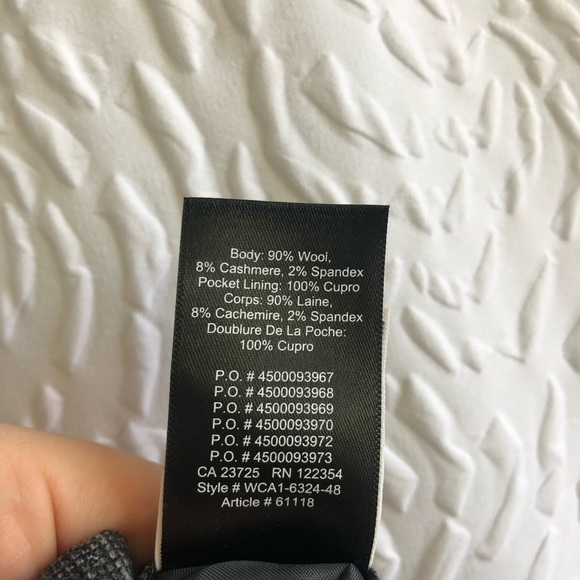 Body: 90% Wool,
8% Cashmere, 2% Spandex
Pocket Lining: 100% Cupro
Corps: 90% Laine,
8% Cachemire, 2% Spandex
Doublure De La Poche:
100% Cupro
P.O. # 4500093967
P.O. # 4500093968
P.O. # 4500093969
P.O. # 4500093970
P.O. # 4500093972
P.O. # 4500093973
CA 23725 RN 122354
Style # WCA1-6324-48
Article # 61118